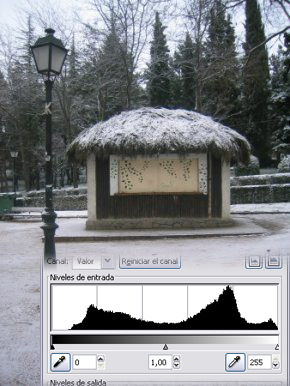 Canal: Valor Reiniciar el canal
Niveles de entrada
0 1,00 255
Niveles de salida